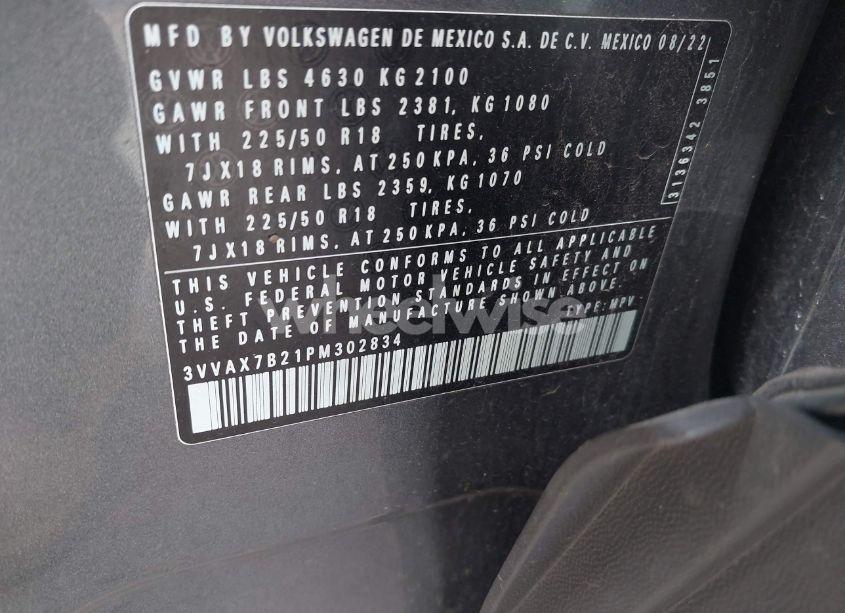 MFD BY VOLKSWAGEN DE MEXICO S.A. DE C.V. MEXICO 08/22
GVWR LBS 4630 KG 2100
GAWR FRONT LBS 2381, KG 1080
WITH 225/50 R18 TIRES,
7JX18 RIMS, AT 250 KPA, 36 PSI COLD
GAWR REAR LBS 2359, KG 1070
WITH 225/50 R18 TIRES,
7JX18 RIMS, AT 250 KPA, 36 PSI COLD
THIS VEHICLE CONFORMS TO ALL APPLICABLE
U.S. FEDERAL MOTOR VEHICLE SAFETY AND
THEFT PREVENTION STANDARDS IN EFFECT ON
THE DATE OF MANUFACTURE SHOWN ABOVE.
3VVAX7B21PM302834 TYPE: MPV
3136342 3851
wheelwise